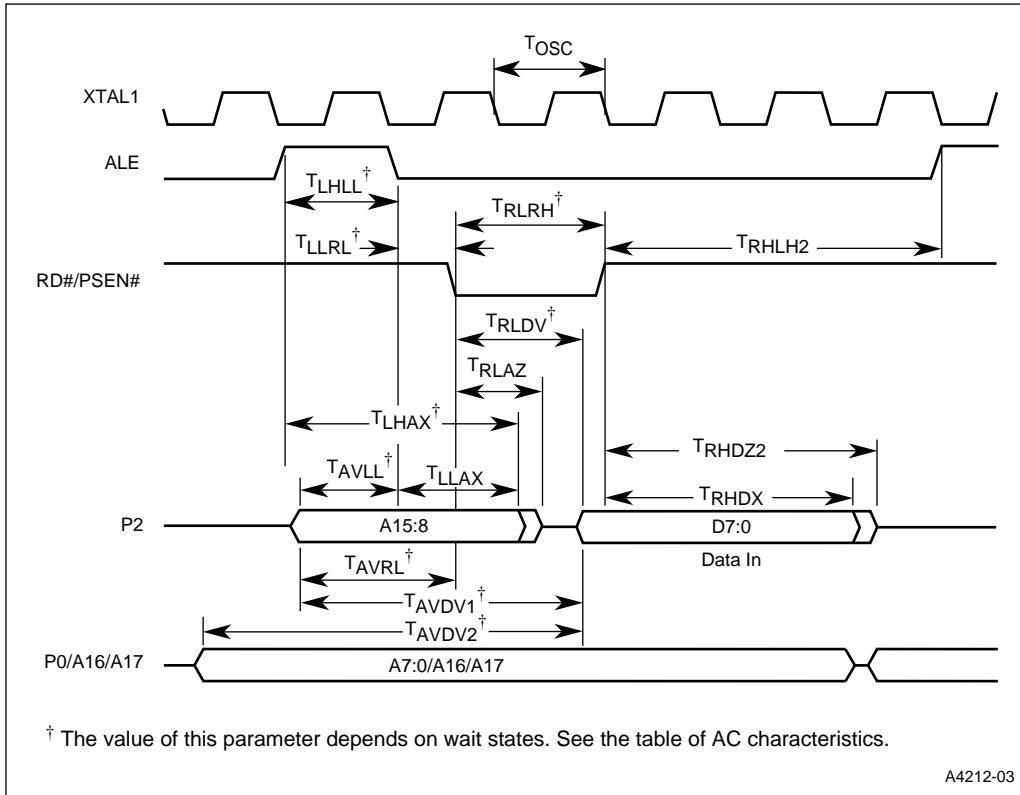 TOSC
XTAL1
ALE
TLHLL†
TRLRH†
TLLRL†
TRHLH2
RD#/PSEN#
TRLDV†
TRLAZ
TLHAX†
TRHDZ2
TAVLL†
TLLAX
TRHDX
P2
A15:8
D7:0
Data In
TAVRL†
TAVDV1†
TAVDV2†
P0/A16/A17
A7:0/A16/A17
† The value of this parameter depends on wait states. See the table of AC characteristics.
A4212-03